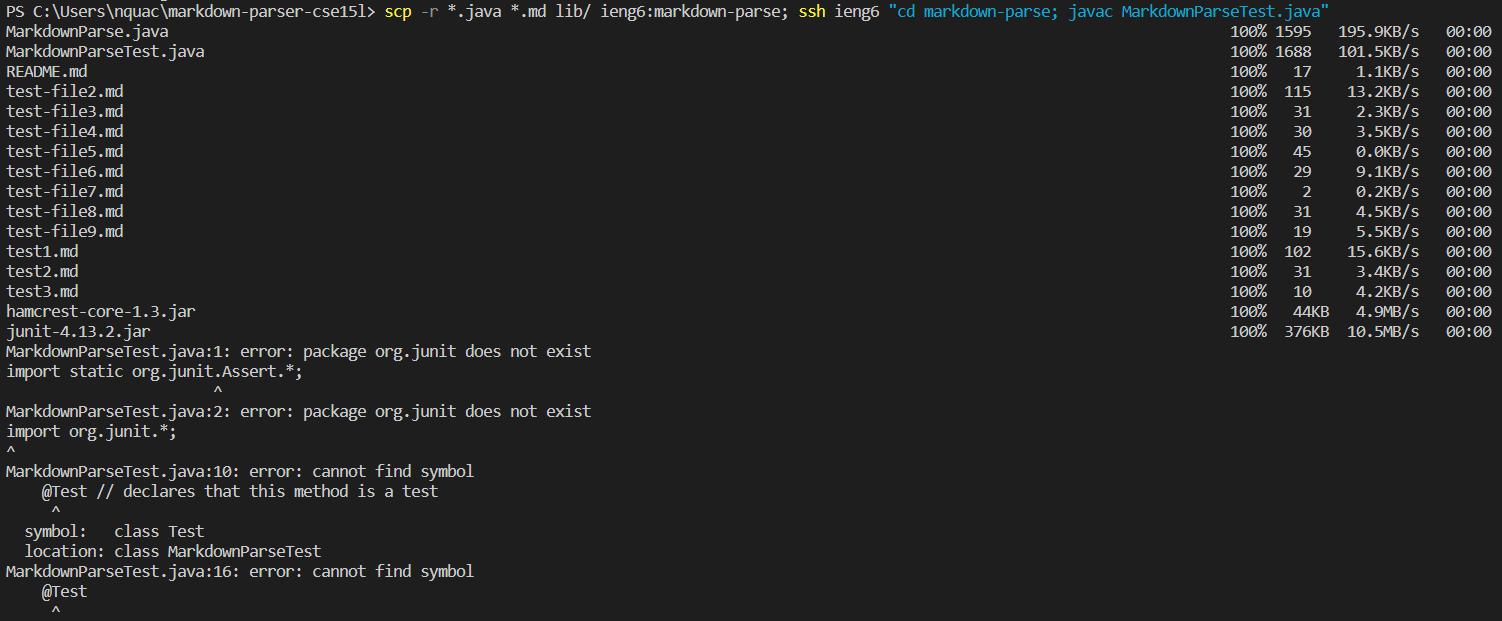 PS C:\Users\nquac\markdown-parser-cse15l> scp -r *.java *.md lib/ ieng6:markdown-parse; ssh ieng6 "cd markdown-parse; javac MarkdownParseTest.java"
MarkdownParse.java 100% 1595 195.9KB/s 00:00
MarkdownParseTest.java 100% 1688 101.5KB/s 00:00
README.md 100% 17 1.1KB/s 00:00
test-file2.md 100% 115 13.2KB/s 00:00
test-file3.md 100% 31 2.3KB/s 00:00
test-file4.md 100% 30 3.5KB/s 00:00
test-file5.md 100% 45 0.0KB/s 00:00
test-file6.md 100% 29 9.1KB/s 00:00
test-file7.md 100% 2 0.2KB/s 00:00
test-file8.md 100% 31 4.5KB/s 00:00
test-file9.md 100% 19 5.5KB/s 00:00
test1.md 100% 102 15.6KB/s 00:00
test2.md 100% 31 3.4KB/s 00:00
test3.md 100% 10 4.2KB/s 00:00
hamcrest-core-1.3.jar 100% 44KB 4.9MB/s 00:00
junit-4.13.2.jar 100% 376KB 10.5MB/s 00:00
MarkdownParseTest.java:1: error: package org.junit does not exist
import static org.junit.Assert.*;
^
MarkdownParseTest.java:2: error: package org.junit does not exist
import org.junit.*;
^
MarkdownParseTest.java:10: error: cannot find symbol
@Test // declares that this method is a test
^
symbol: class Test
location: class MarkdownParseTest
MarkdownParseTest.java:16: error: cannot find symbol
@Test
^